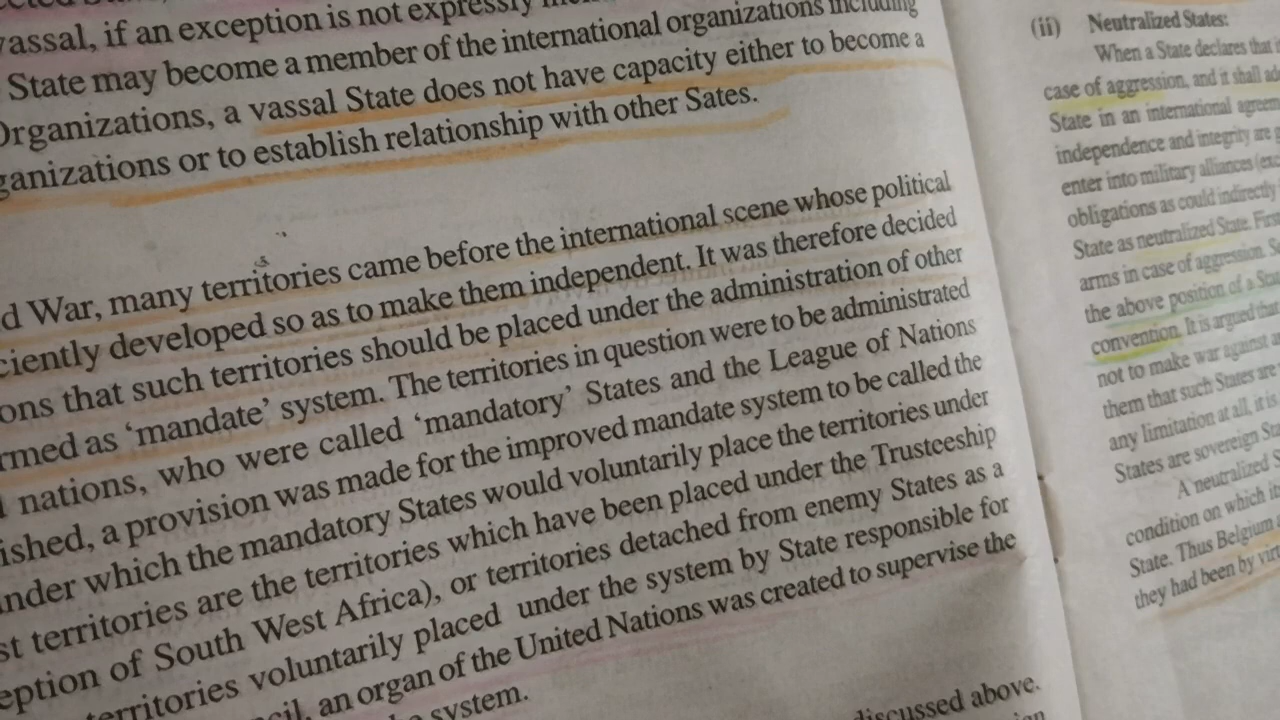 vassal, if an exception is not expressly
State may become a member of the international organizations including
Organizations, a vassal State does not have capacity either to become a
ganizations or to establish relationship with other Sates.
d War, many territories came before the international scene whose political
ciently developed so as to make them independent. It was therefore decided
ons that such territories should be placed under the administration of other
rmed as ‘mandate’ system. The territories in question were to be administrated
nations, who were called ‘mandatory’ States and the League of Nations
ished, a provision was made for the improved mandate system to be called the
nder which the mandatory States would voluntarily place the territories under
st territories are the territories which have been placed under the Trusteeship
eption of South West Africa), or territories detached from enemy States as a
territories voluntarily placed under the system by State responsible for
cil, an organ of the United Nations was created to supervise the
system.
discussed above.
(ii) Neutralized States:
When a State declares that
case of aggression, and it shall
State in an international agreem
independence and integrity are
enter into military alliances
obligations as could indirectly
State as neutralized State.
arms in case of aggression.
the above position of a
convention. It is argued that
not to make war against
them that such States are
any limitation at all, it is
States are sovereign
A neutralized
condition on which
State. Thus Belgium
they had been by